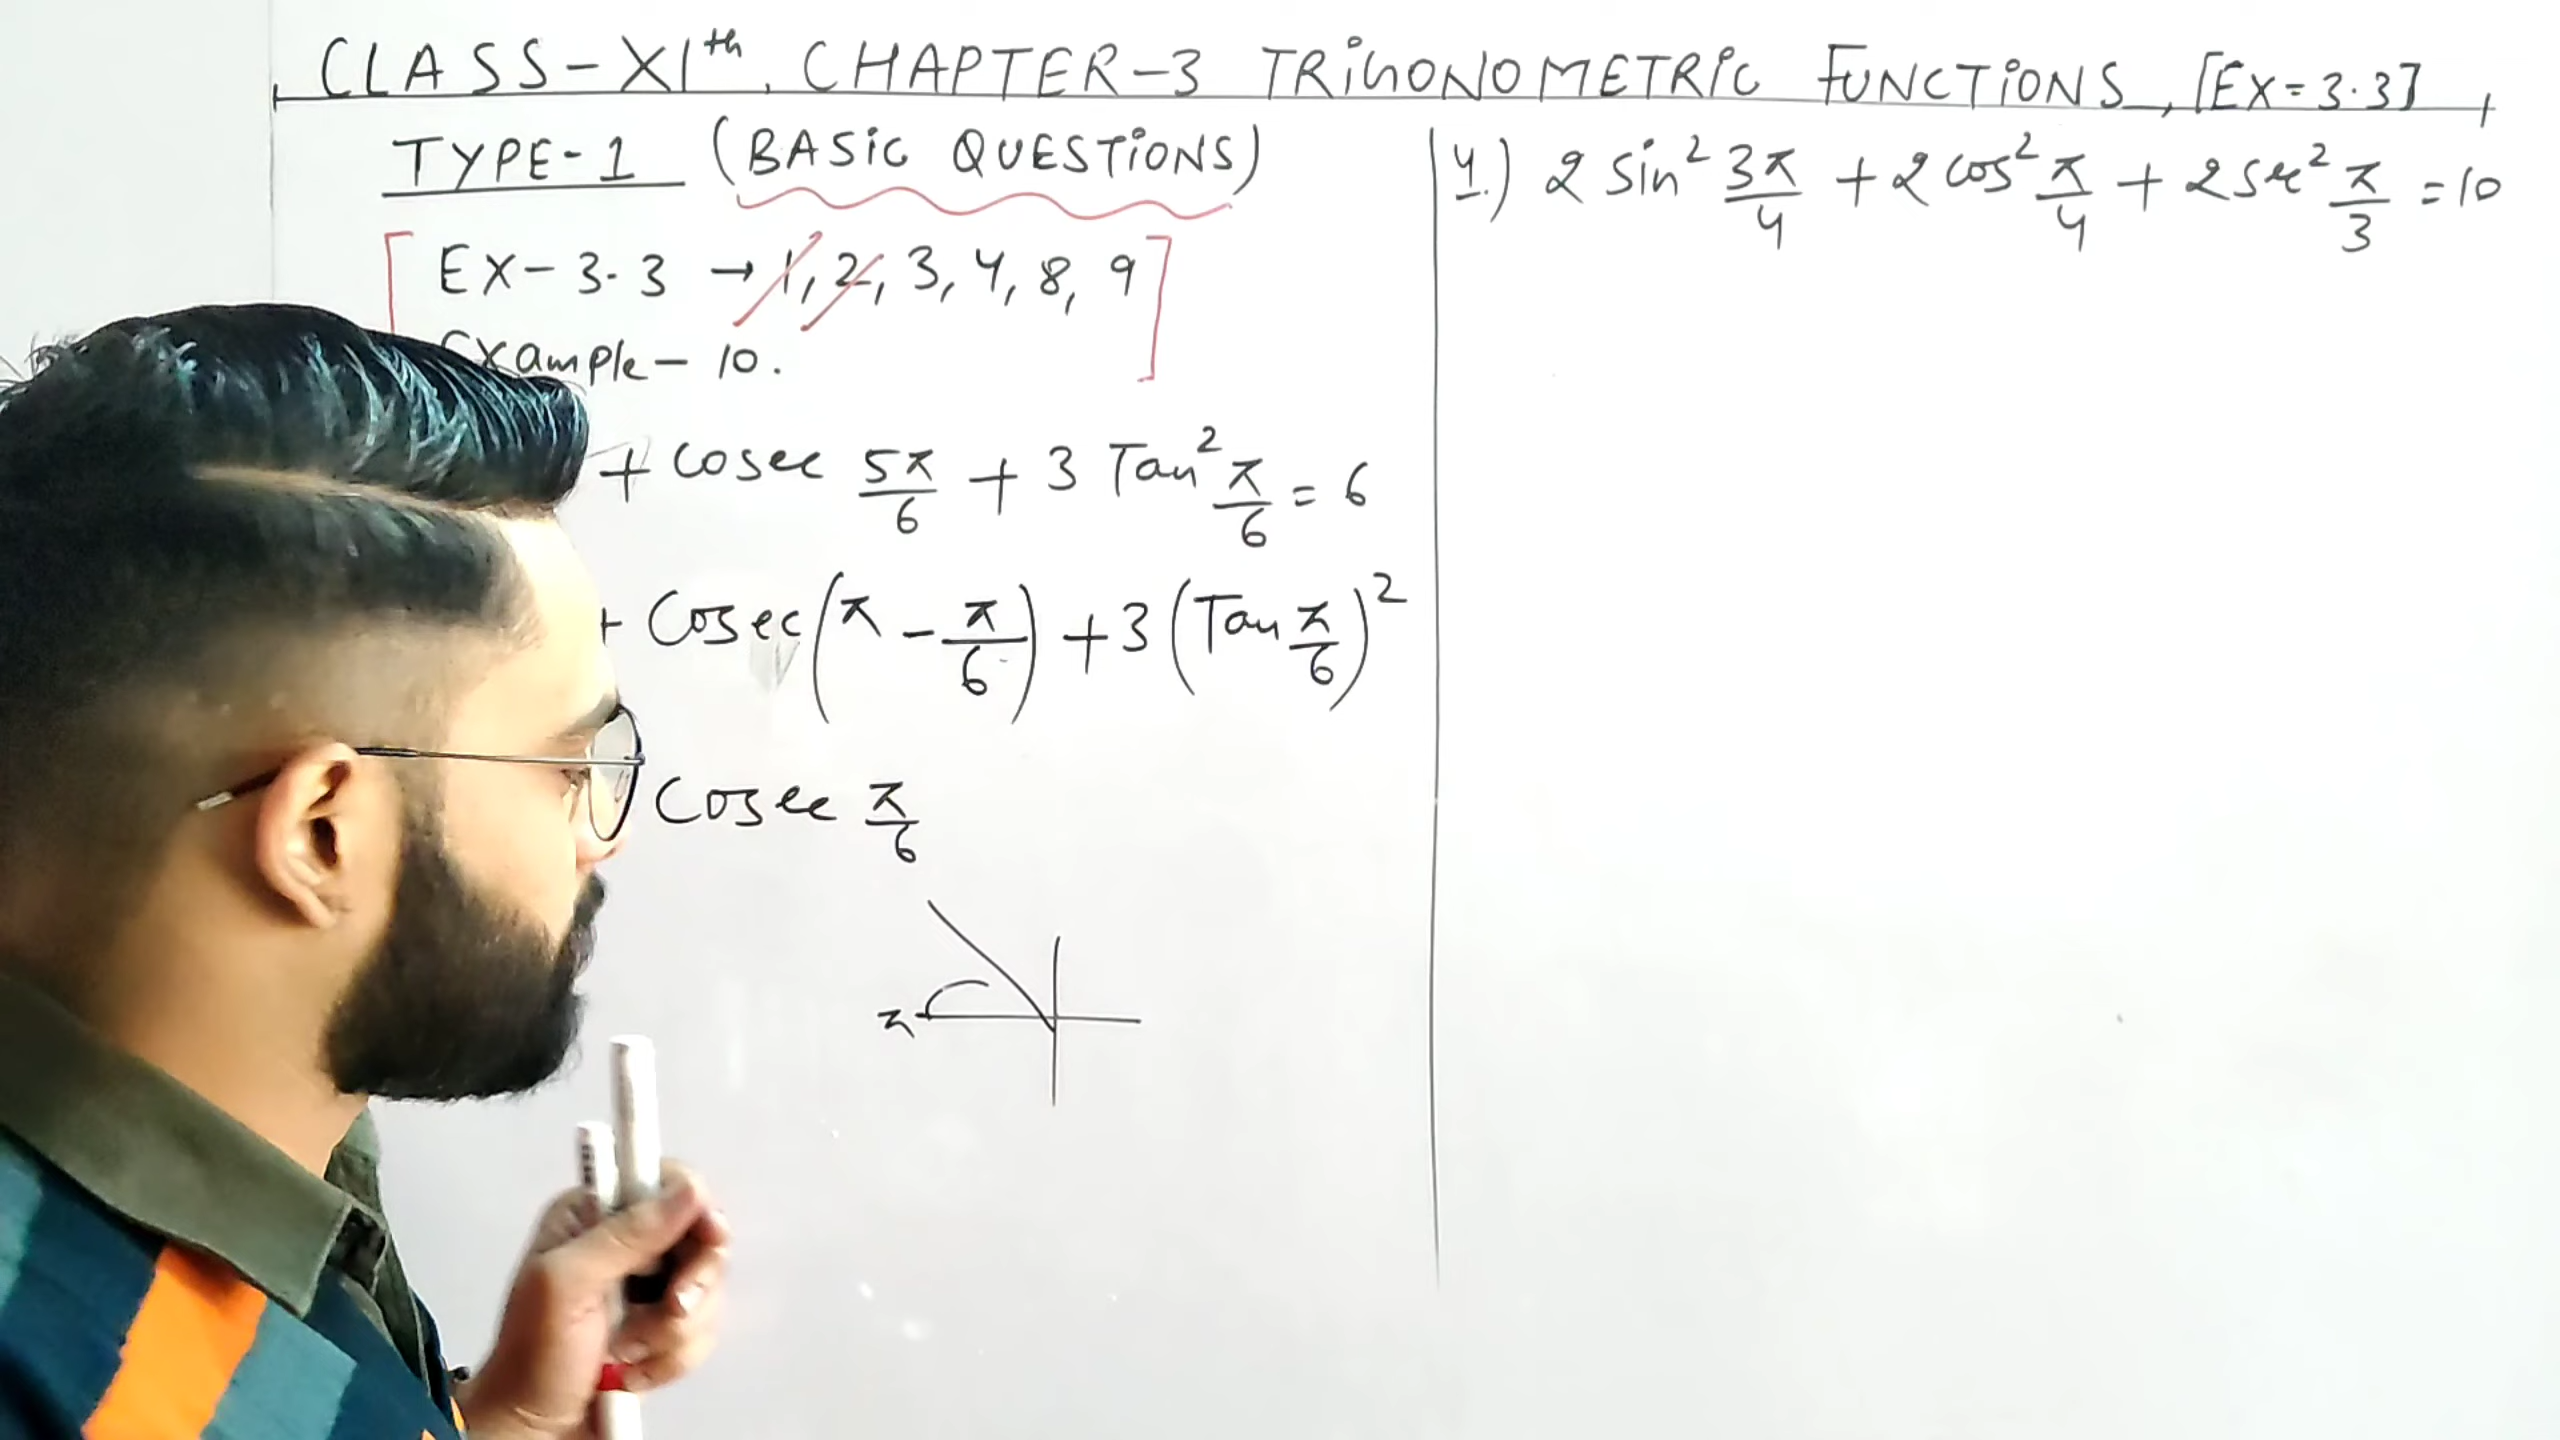 CLASS-XIth, CHAPTER-3 TRIGONOMETRIC FUNCTIONS, [EX=3.3],
TYPE-1 (BASIC QUESTIONS)
[EX-3.3 → 1, 2, 3, 4, 8, 9
Example-10.]
+ cosec 5π/6 + 3 Tan² π/6 = 6
+ Cosec(π - π/6) + 3 (Tan π/6)²
Cosec π/6
π
4.) 2 Sin² 3π/4 + 2 cos² π/4 + 2 sec² π/3 = 10